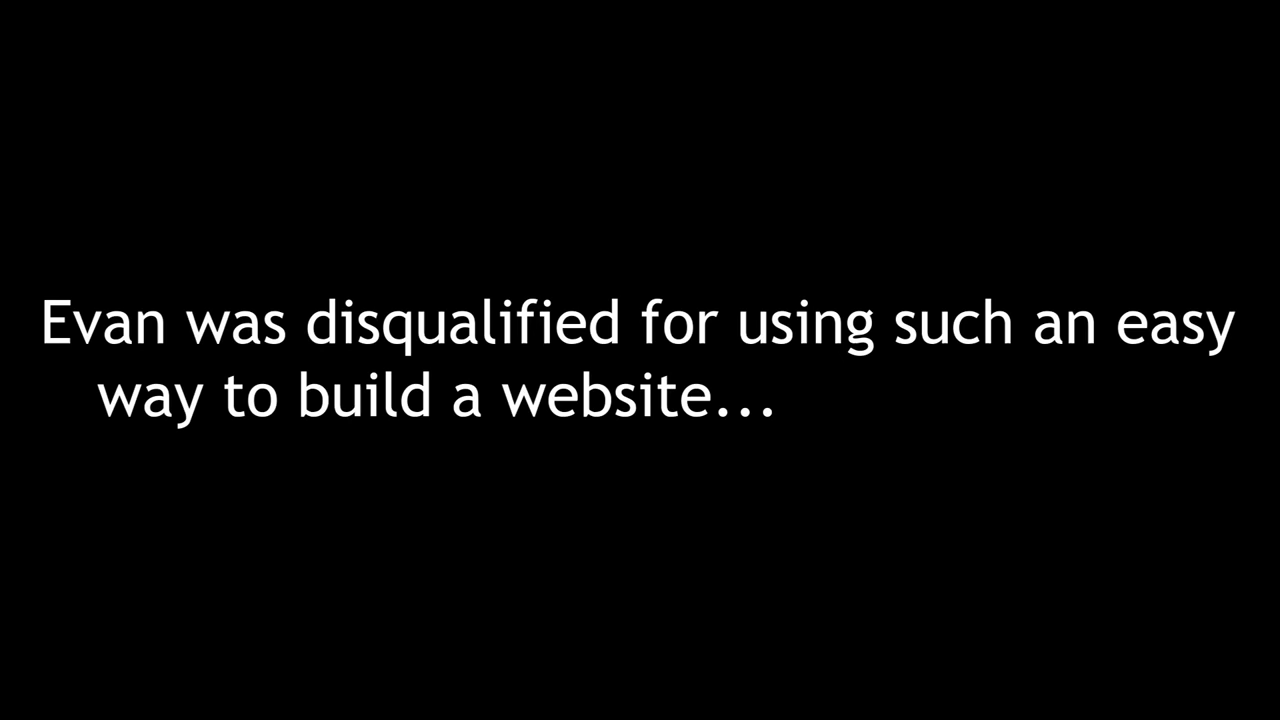 Evan was disqualified for using such an easy
way to build a website...